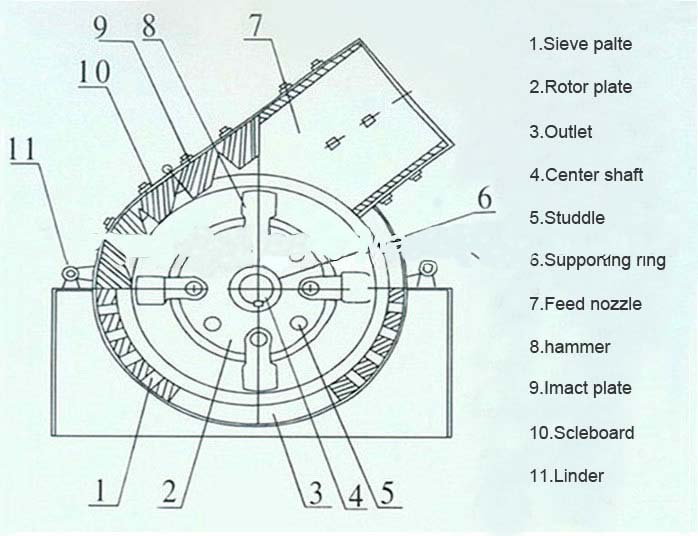 9
8
7
10
11
6
1
2
3
4
5
1.Sieve palte
2.Rotor plate
3.Outlet
4.Center shaft
5.Studdle
6.Supporting ring
7.Feed nozzle
8.hammer
9.Imact plate
10.Scleboard
11.Linder